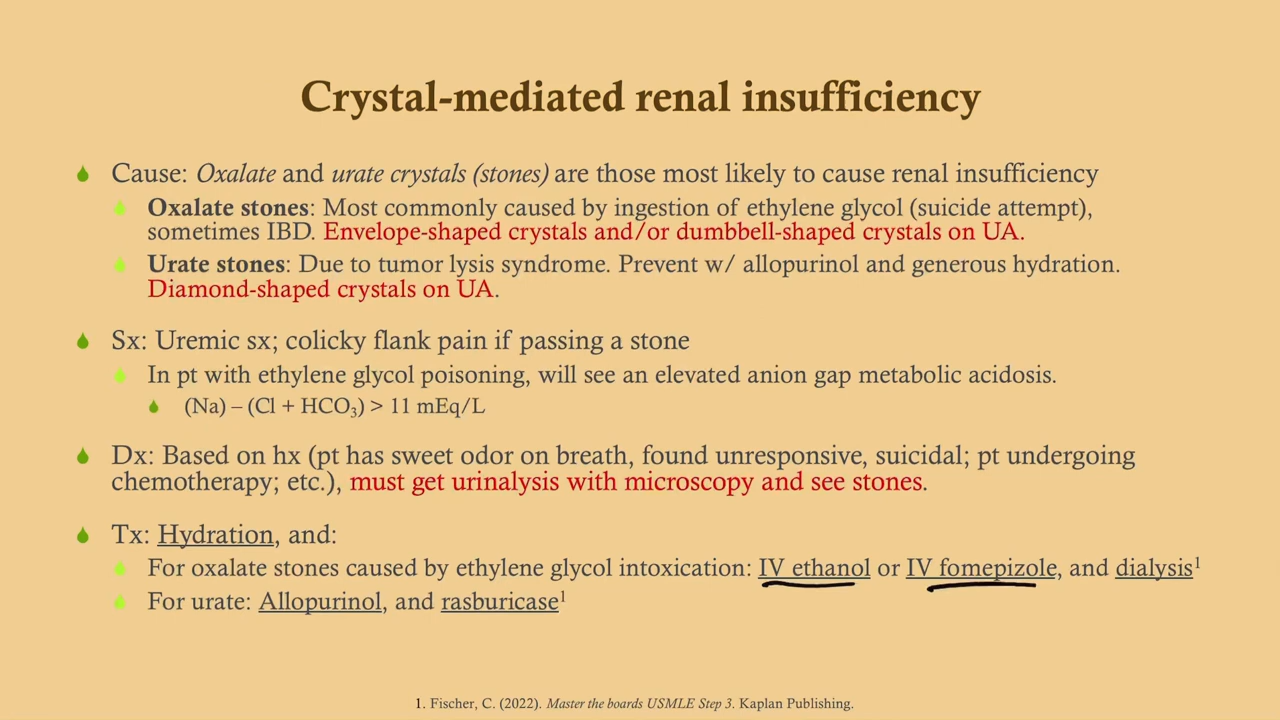 Crystal-mediated renal insufficiency
Cause: Oxalate and urate crystals (stones) are those most likely to cause renal insufficiency
Oxalate stones: Most commonly caused by ingestion of ethylene glycol (suicide attempt),
sometimes IBD. Envelope-shaped crystals and/or dumbbell-shaped crystals on UA.
Urate stones: Due to tumor lysis syndrome. Prevent w/ allopurinol and generous hydration.
Diamond-shaped crystals on UA.
Sx: Uremic sx; colicky flank pain if passing a stone
In pt with ethylene glycol poisoning, will see an elevated anion gap metabolic acidosis.
(Na) – (Cl + HCO₃) > 11 mEq/L
Dx: Based on hx (pt has sweet odor on breath, found unresponsive, suicidal; pt undergoing
chemotherapy; etc.), must get urinalysis with microscopy and see stones.
Tx: Hydration, and:
For oxalate stones caused by ethylene glycol intoxication: IV ethanol or IV fomepizole, and dialysis¹
For urate: Allopurinol, and rasburicase¹
1. Fischer, C. (2022). Master the boards USMLE Step 3. Kaplan Publishing.